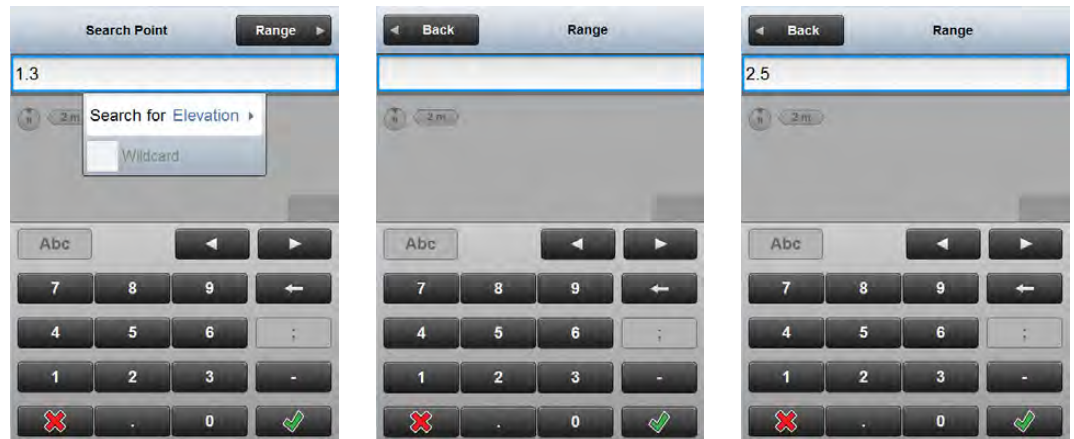 Search Point Range
1.3
Search for Elevation
2 m
Wildcard
Abc
7 8 9
4 5 6 ;
1 2 3 -
. 0
Back Range
2 m
Abc
7 8 9
4 5 6 ;
1 2 3 -
. 0
Back Range
2.5
2 m
Abc
7 8 9
4 5 6 ;
1 2 3 -
. 0